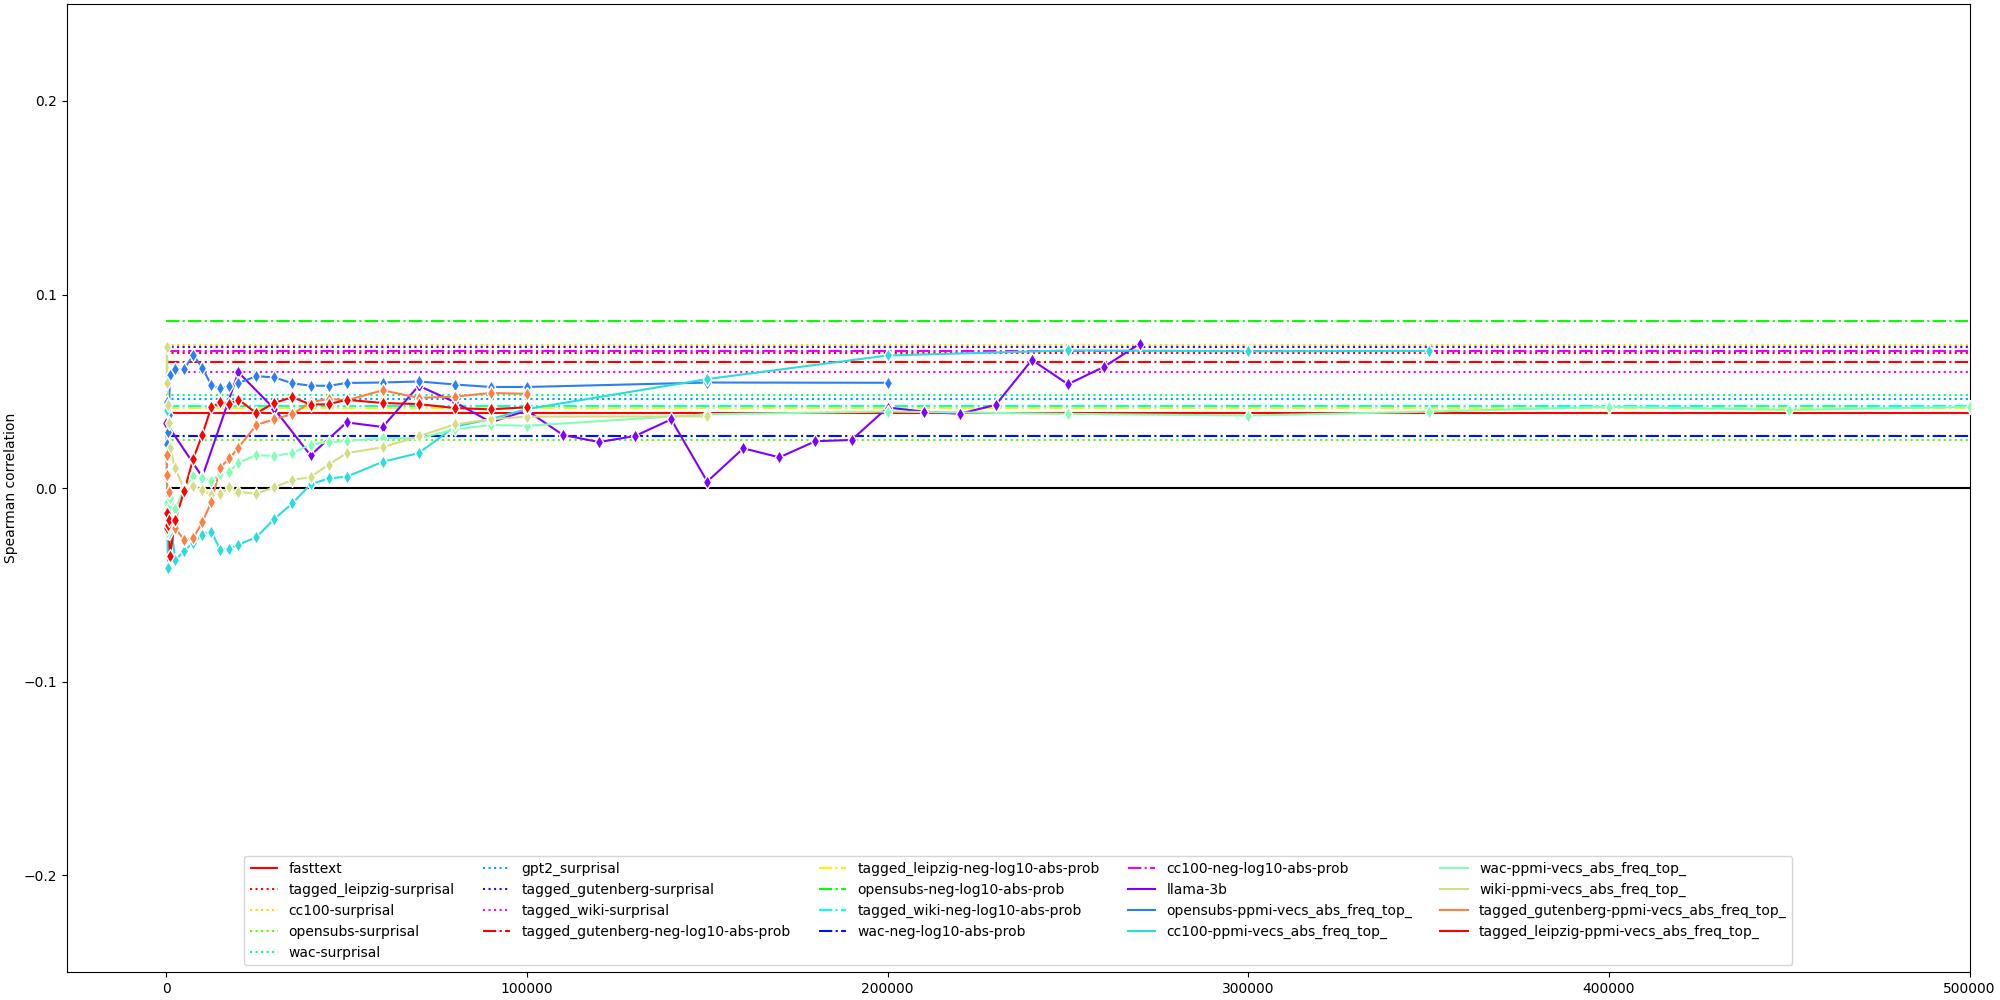 0.2
0.1
0.0
−0.1
−0.2
Spearman correlation
fasttext
tagged_leipzig-surprisal
cc100-surprisal
opensubs-surprisal
wac-surprisal
gpt2_surprisal
tagged_gutenberg-surprisal
tagged_wiki-surprisal
tagged_gutenberg-neg-log10-abs-prob
tagged_leipzig-neg-log10-abs-prob
opensubs-neg-log10-abs-prob
tagged_wiki-neg-log10-abs-prob
wac-neg-log10-abs-prob
cc100-neg-log10-abs-prob
llama-3b
opensubs-ppmi-vecs_abs_freq_top_
cc100-ppmi-vecs_abs_freq_top_
wac-ppmi-vecs_abs_freq_top_
wiki-ppmi-vecs_abs_freq_top_
tagged_gutenberg-ppmi-vecs_abs_freq_top_
tagged_leipzig-ppmi-vecs_abs_freq_top_
0 100000 200000 300000 400000 500000